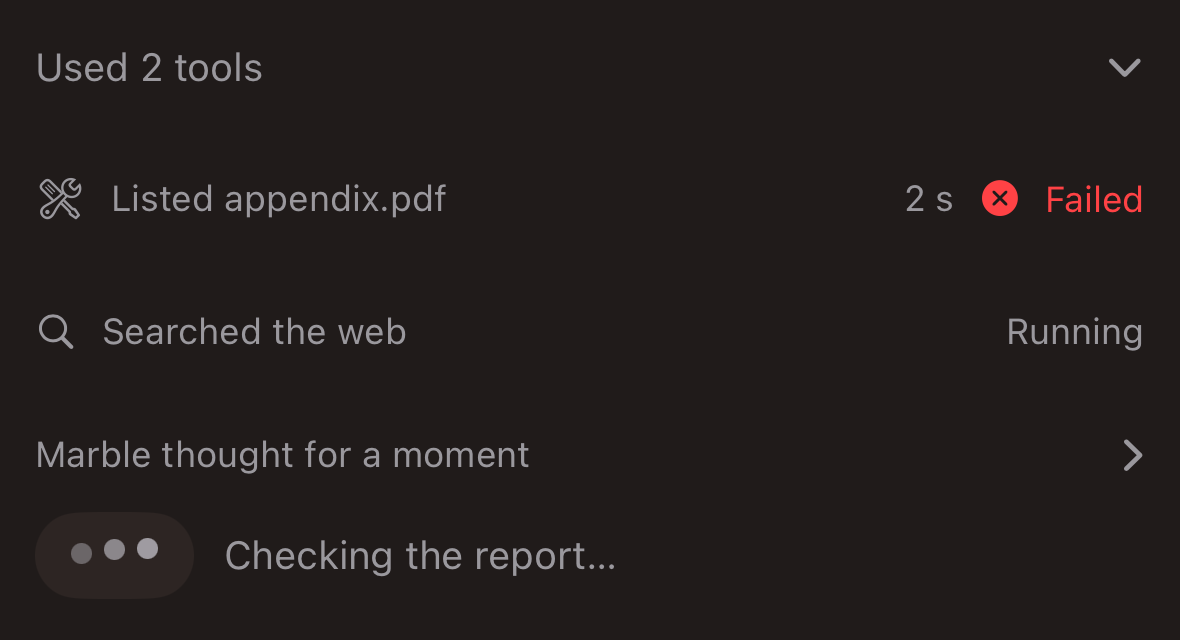 Used 2 tools
Listed appendix.pdf 2 s Failed
Searched the web Running
Marble thought for a moment
Checking the report...